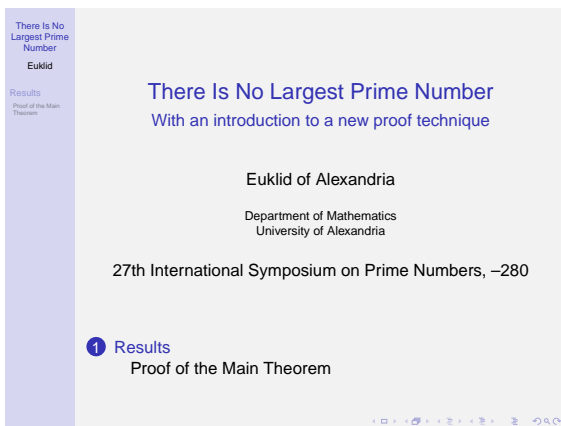 There Is No
Largest Prime
Number
Euklid
Results
Proof of the Main
Theorem
There Is No Largest Prime Number
With an introduction to a new proof technique
Euklid of Alexandria
Department of Mathematics
University of Alexandria
27th International Symposium on Prime Numbers, –280
1 Results
Proof of the Main Theorem